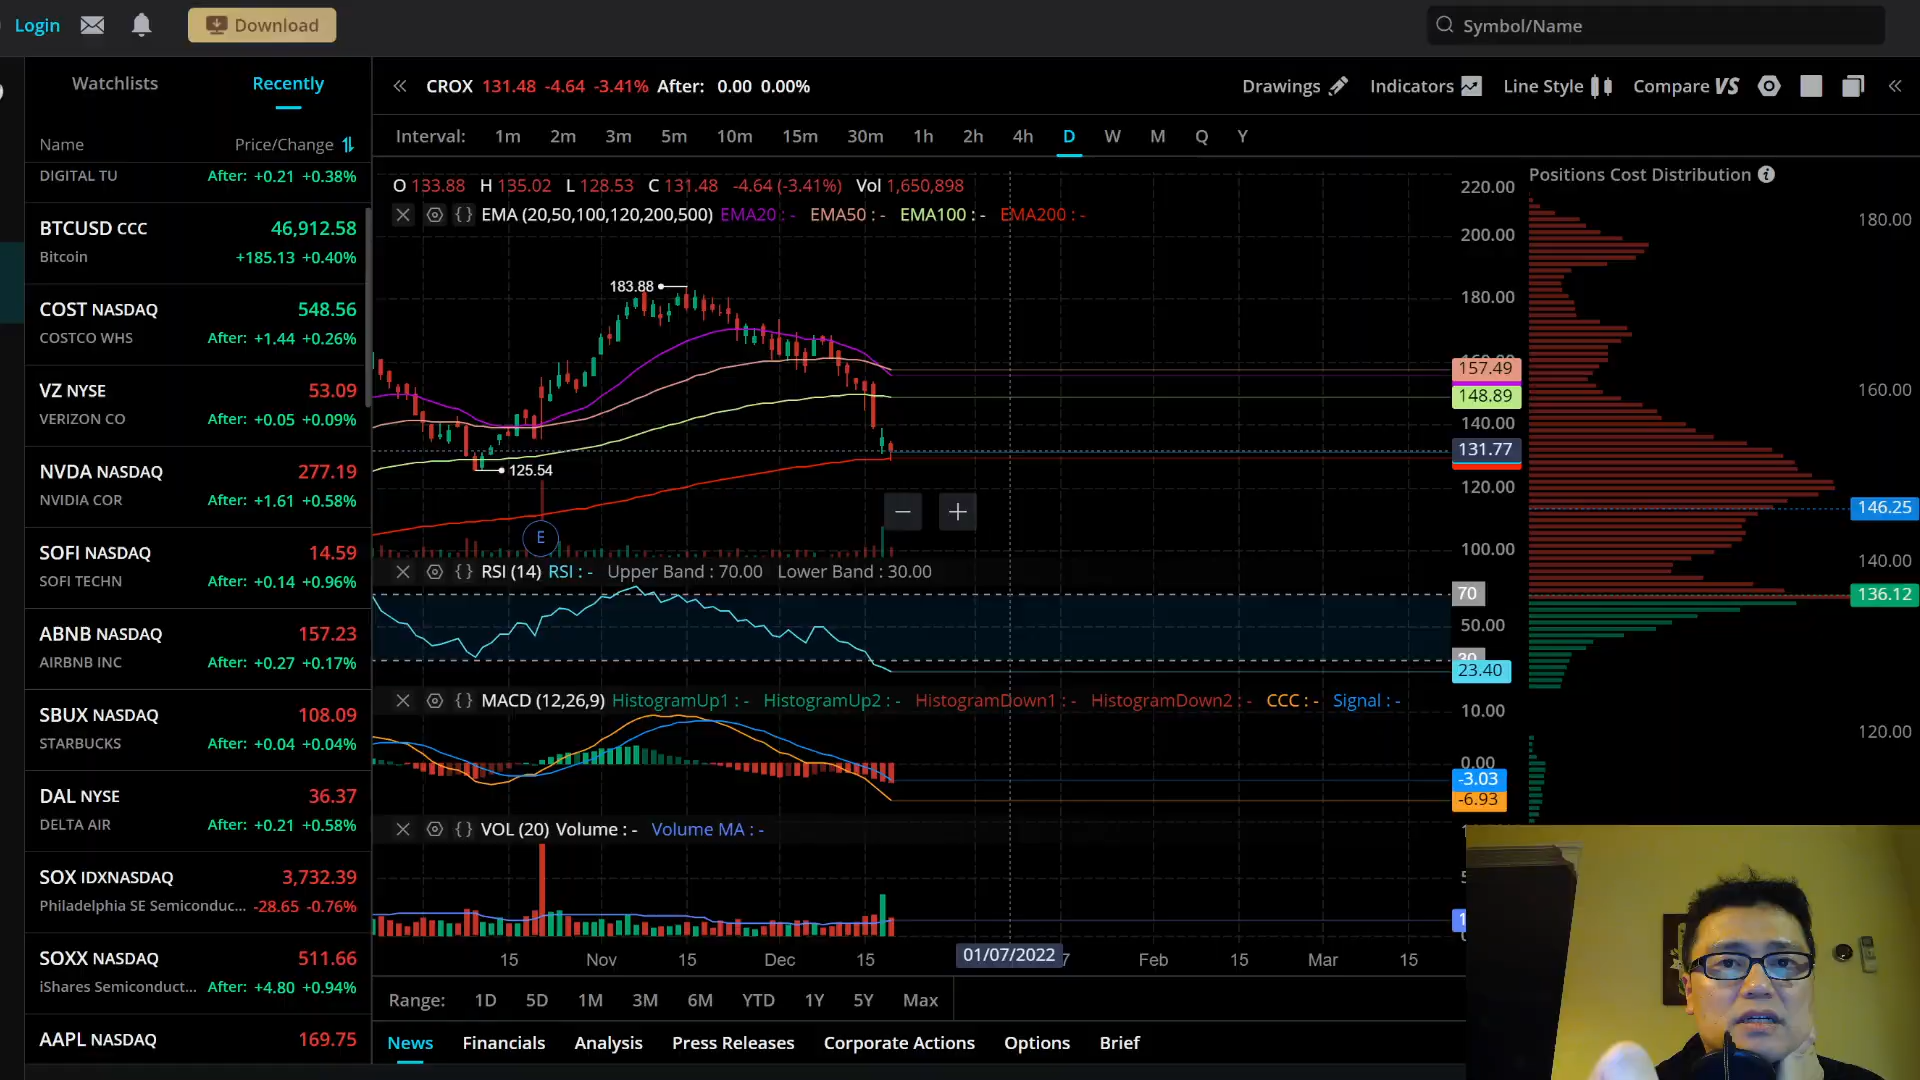 Login
Download
Symbol/Name
Watchlists
Recently
Name
Price/Change
DIGITAL TU
After: +0.21 +0.38%
BTCUSD CCC
46,912.58
Bitcoin
+185.13 +0.40%
COST NASDAQ
548.56
COSTCO WHS
After: +1.44 +0.26%
VZ NYSE
53.09
VERIZON CO
After: +0.05 +0.09%
NVDA NASDAQ
277.19
NVIDIA COR
After: +1.61 +0.58%
SOFI NASDAQ
14.59
SOFI TECHN
After: +0.14 +0.96%
ABNB NASDAQ
157.23
AIRBNB INC
After: +0.27 +0.17%
SBUX NASDAQ
108.09
STARBUCKS
After: +0.04 +0.04%
DAL NYSE
36.37
DELTA AIR
After: +0.21 +0.58%
SOX IDXNASDAQ
3,732.39
Philadelphia SE Semiconduc...
-28.65 -0.76%
SOXX NASDAQ
511.66
iShares Semiconduct...
After: +4.80 +0.94%
AAPL NASDAQ
169.75
CROX 131.48 -4.64 -3.41% After: 0.00 0.00%
Drawings
Indicators
Line Style
Compare VS
Interval: 1m 2m 3m 5m 10m 15m 30m 1h 2h 4h D W M Q Y
O 133.88 H 135.02 L 128.53 C 131.48 -4.64 (-3.41%) Vol 1,650,898
EMA (20,50,100,120,200,500) EMA20 : - EMA50 : - EMA100 : - EMA200 : -
183.88
125.54
E
220.00
200.00
180.00
157.49
148.89
140.00
131.77
120.00
100.00
RSI (14) RSI : - Upper Band : 70.00 Lower Band : 30.00
70
50.00
30
23.40
MACD (12,26,9) HistogramUp1 : - HistogramUp2 : - HistogramDown1 : - HistogramDown2 : - CCC : - Signal : -
10.00
0.00
-3.03
-6.93
VOL (20) Volume : - Volume MA : -
15 Nov 15 Dec 15 01/07/2022 Feb 15 Mar 15
Range: 1D 5D 1M 3M 6M YTD 1Y 5Y Max
News Financials Analysis Press Releases Corporate Actions Options Brief
Positions Cost Distribution
180.00
160.00
146.25
140.00
136.12
120.00